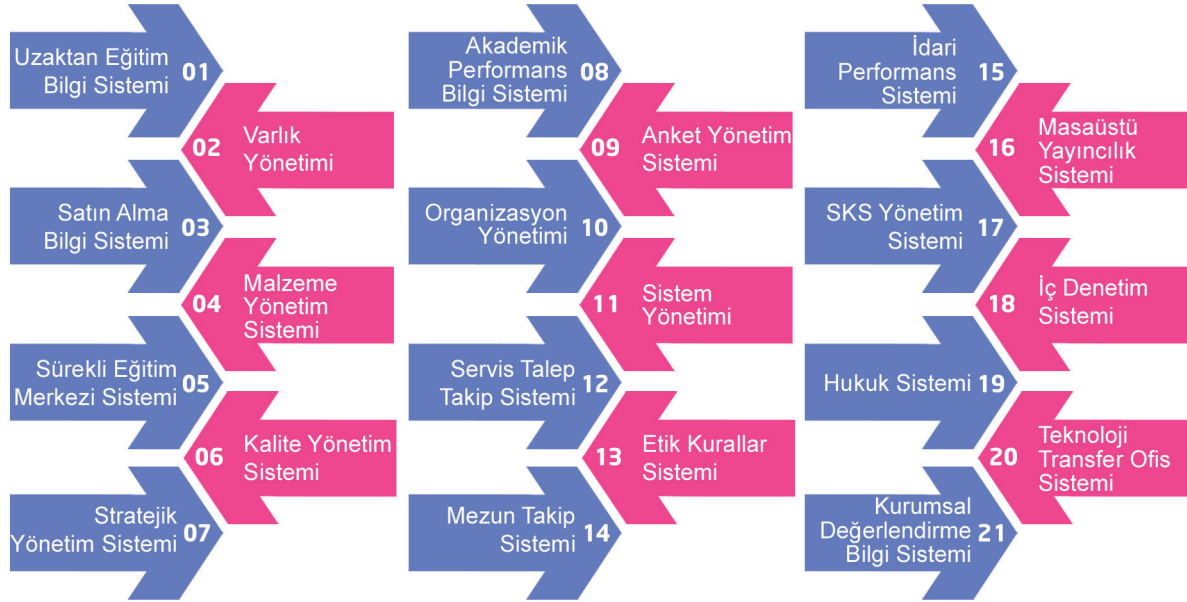 Uzaktan Eğitim
Bilgi Sistemi
01
02
Varlık
Yönetimi
Satın Alma
Bilgi Sistemi
03
04
Malzeme
Yönetim
Sistemi
Sürekli Eğitim
Merkezi Sistemi
05
06
Kalite Yönetim
Sistemi
Stratejik
Yönetim Sistemi
07
Akademik
Performans
Bilgi Sistemi
08
09
Anket Yönetim
Sistemi
Organizasyon
Yönetimi
10
11
Sistem
Yönetimi
Servis Talep
Takip Sistemi
12
13
Etik Kurallar
Sistemi
Mezun Takip
Sistemi
14
İdari
Performans
Sistemi
15
16
Masaüstü
Yayıncılık
Sistemi
SKS Yönetim
Sistemi
17
18
İç Denetim
Sistemi
Hukuk Sistemi
19
20
Teknoloji
Transfer Ofis
Sistemi
Kurumsal
Değerlendirme
Bilgi Sistemi
21